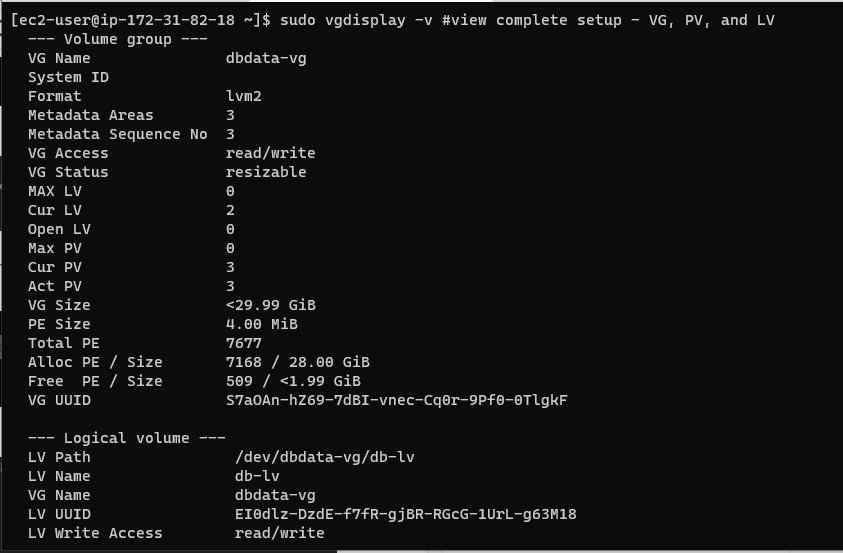 [ec2-user@ip-172-31-82-18 ~]$ sudo vgdisplay -v #view complete setup - VG, PV, and LV
  --- Volume group ---
  VG Name               dbdata-vg
  System ID
  Format                lvm2
  Metadata Areas        3
  Metadata Sequence No  3
  VG Access             read/write
  VG Status             resizable
  MAX LV                0
  Cur LV                2
  Open LV               0
  Max PV                0
  Cur PV                3
  Act PV                3
  VG Size               <29.99 GiB
  PE Size               4.00 MiB
  Total PE              7677
  Alloc PE / Size       7168 / 28.00 GiB
  Free  PE / Size       509 / <1.99 GiB
  VG UUID               S7aOAn-hZ69-7dBI-vnec-Cq0r-9Pf0-0TlgkF

  --- Logical volume ---
  LV Path                /dev/dbdata-vg/db-lv
  LV Name                db-lv
  VG Name                dbdata-vg
  LV UUID                EI0dlz-DzdE-f7fR-gjBR-RGcG-1UrL-g63M18
  LV Write Access        read/write